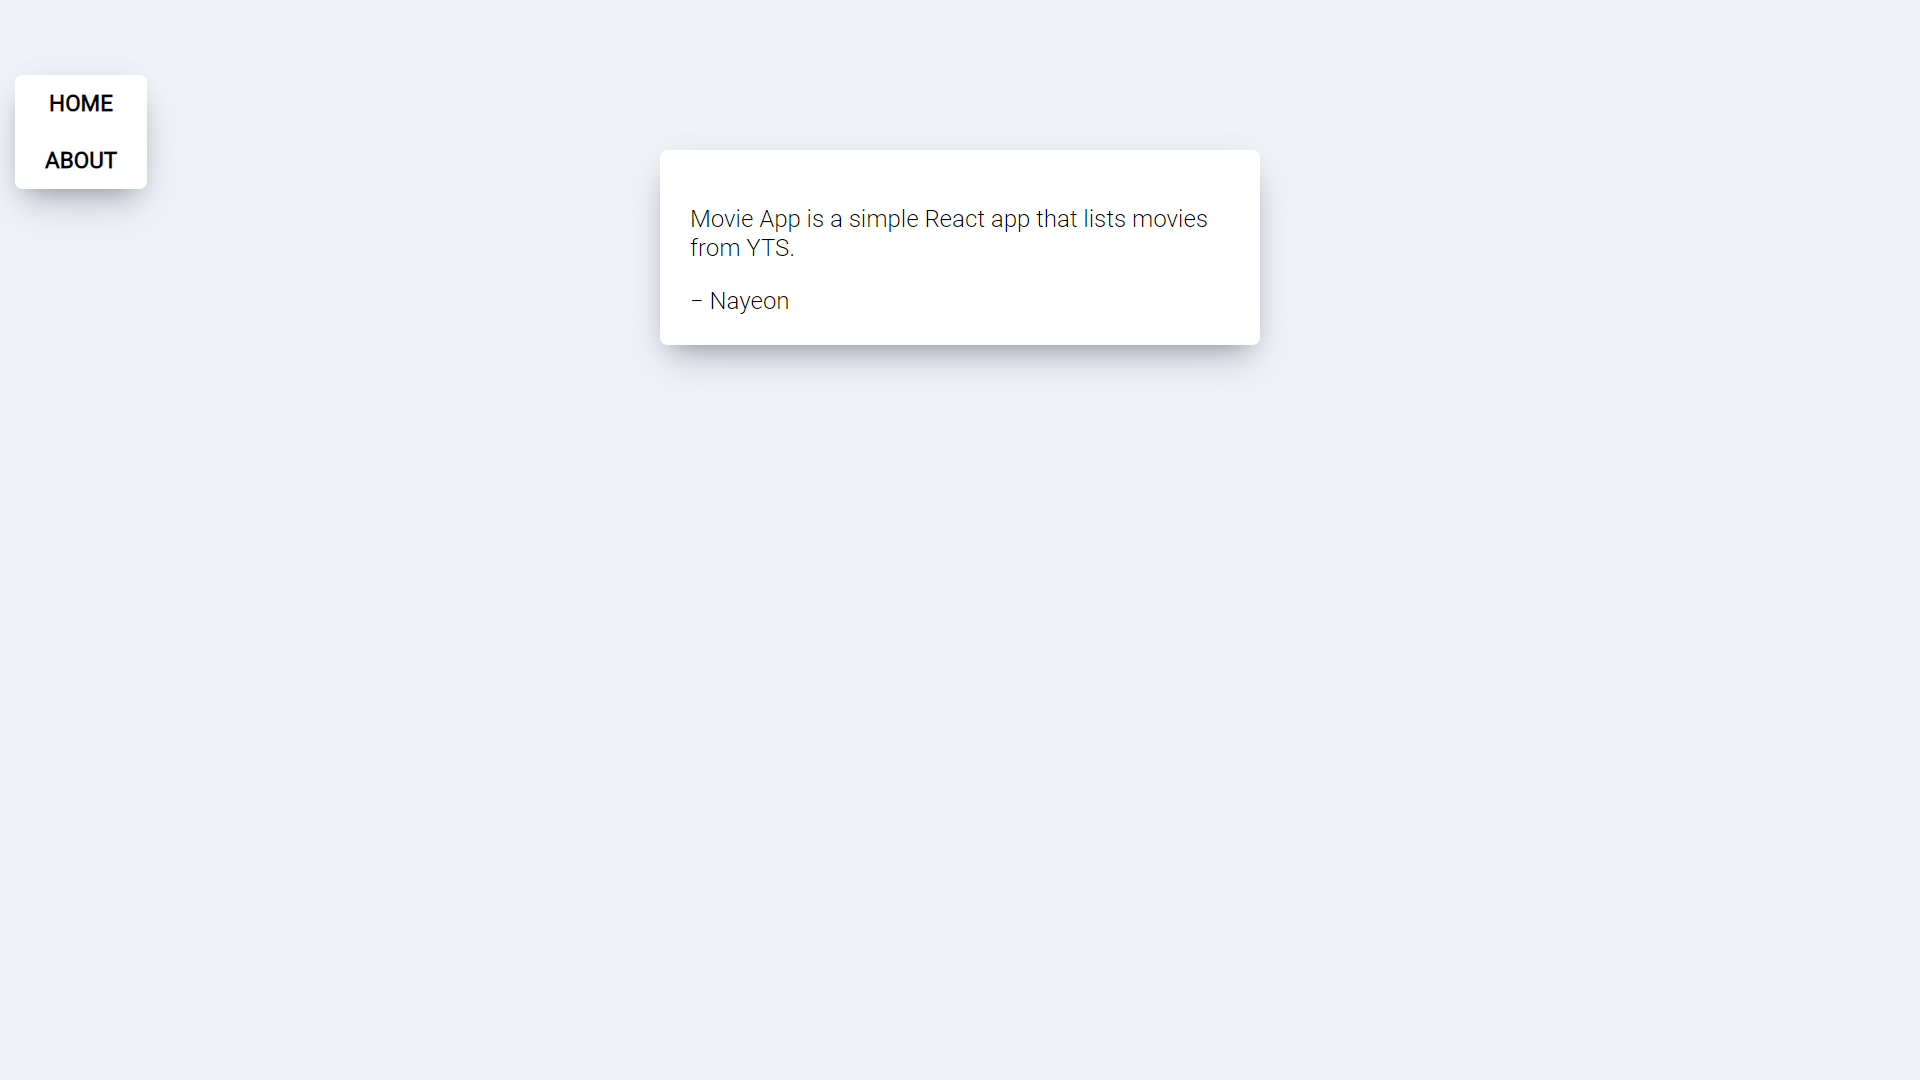 HOME
ABOUT
Movie App is a simple React app that lists movies
from YTS.
− Nayeon